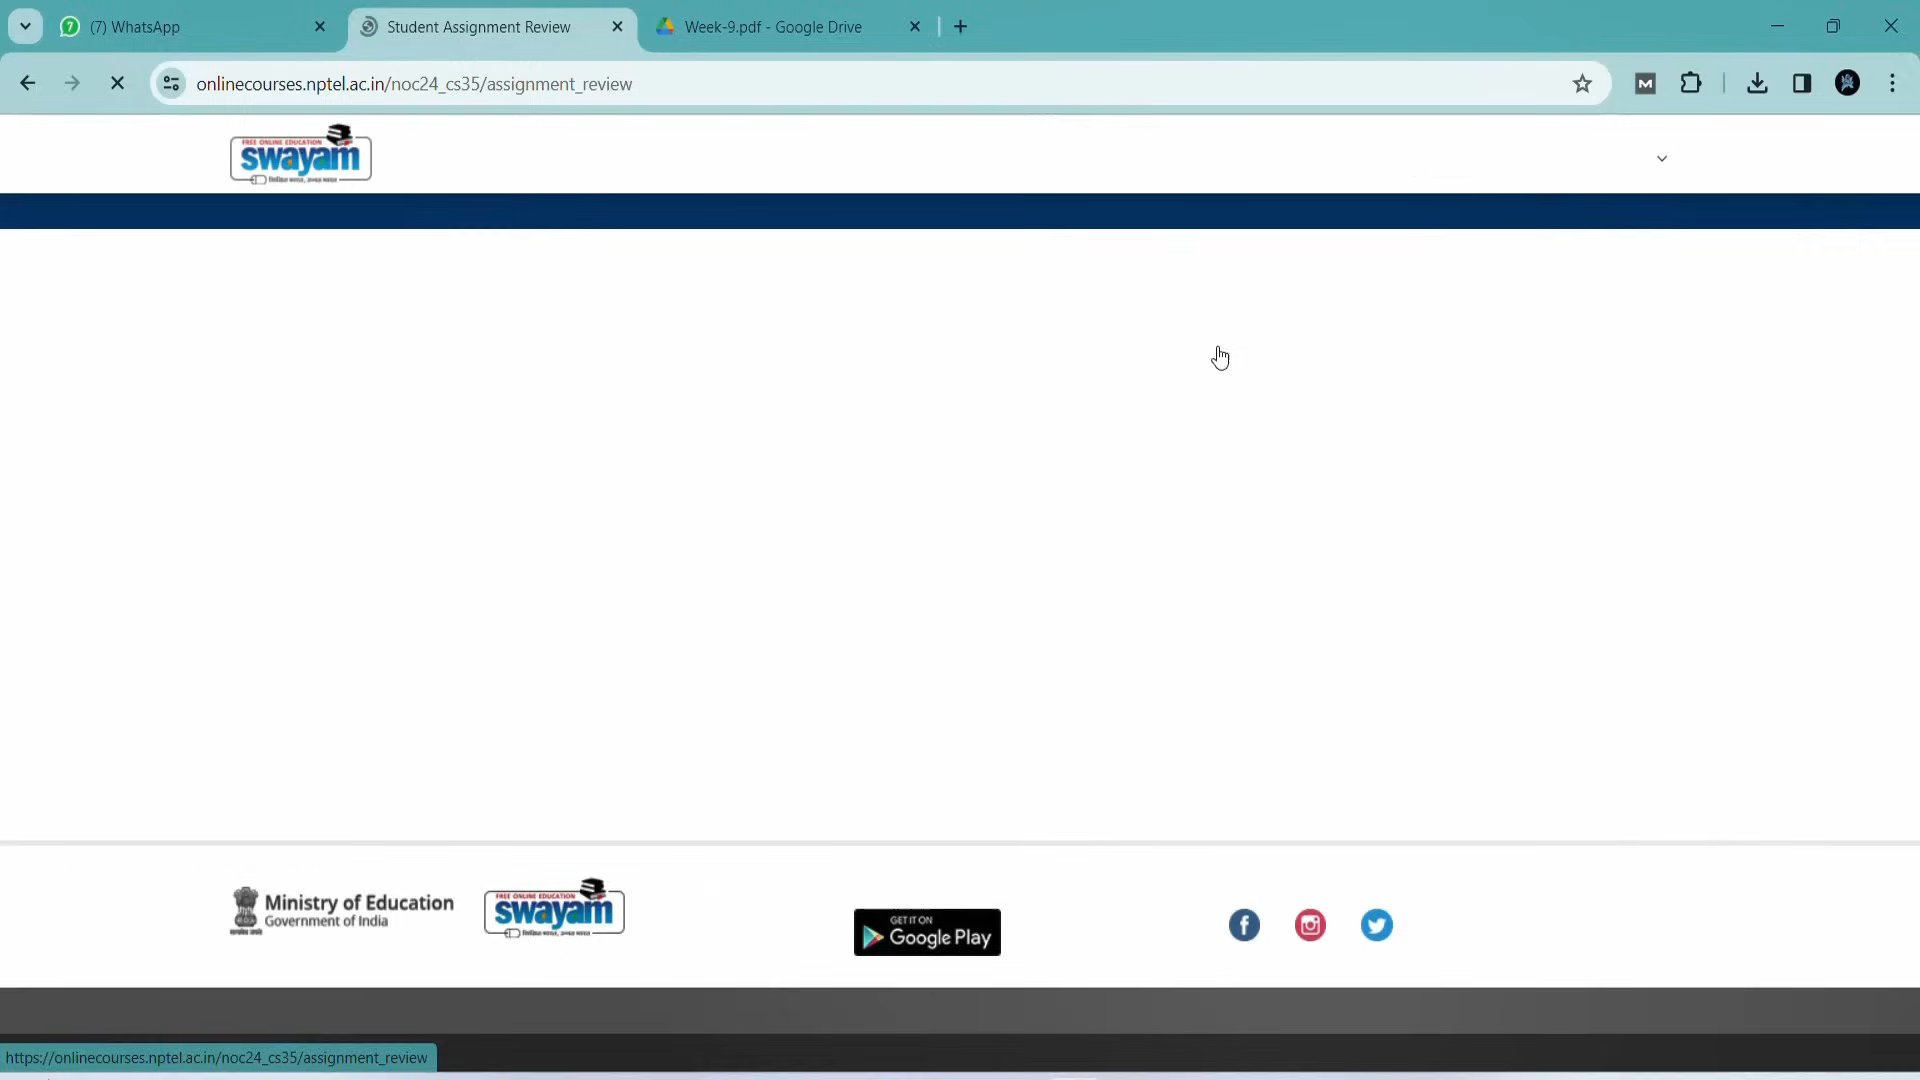 (7) WhatsApp
Student Assignment Review
Week-9.pdf - Google Drive
onlinecourses.nptel.ac.in/noc24_cs35/assignment_review
M
FREE ONLINE EDUCATION
swayam
Ministry of Education
Government of India
FREE ONLINE EDUCATION
swayam
GET IT ON
Google Play
https://onlinecourses.nptel.ac.in/noc24_cs35/assignment_review